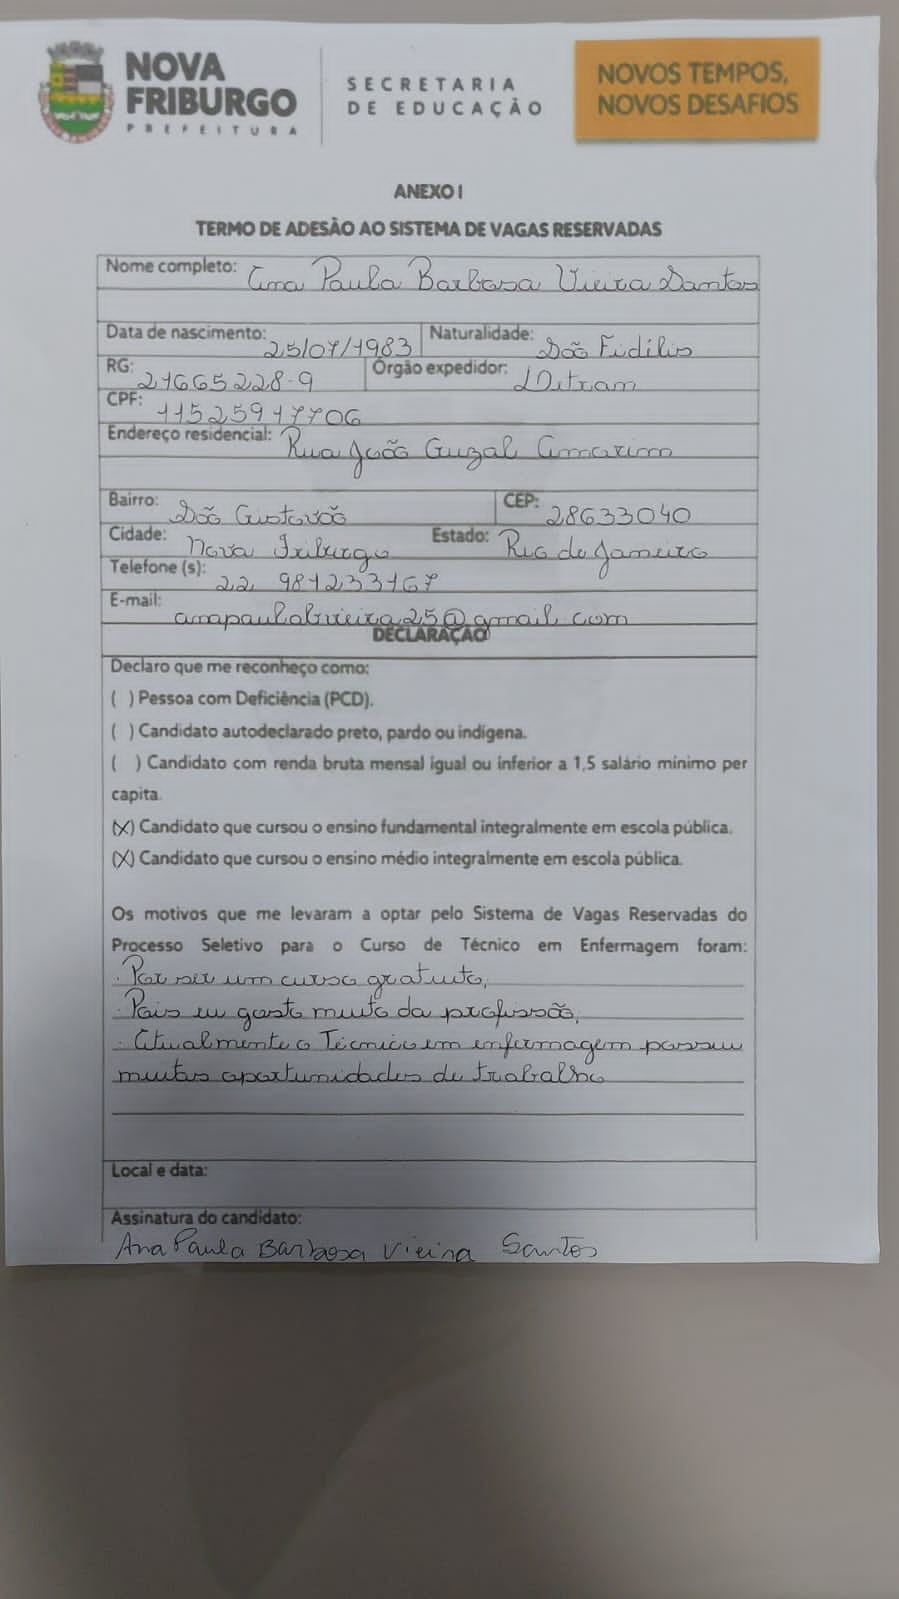 NOVA
FRIBURGO
PREFEITURA
SECRETARIA
DE EDUCAÇÃO
NOVOS TEMPOS,
NOVOS DESAFIOS
ANEXO I
TERMO DE ADESÃO AO SISTEMA DE VAGAS RESERVADAS
Nome completo: Ana Paula Barbosa Vieira Santos
Data de nascimento: 25/07/1983 Naturalidade: São Fidélis
RG: 21665228-9 Órgão expedidor: Detran
CPF: 11525917706
Endereço residencial: Rua João Guzal Amorim
Bairro: São Gustavão CEP: 28633040
Cidade: Nova Friburgo Estado: Rio de Janeiro
Telefone (s): 22 981233167
E-mail: anapaulabvieira25@gmail.com
DECLARAÇÃO
Declaro que me reconheço como:
( ) Pessoa com Deficiência (PCD).
( ) Candidato autodeclarado preto, pardo ou indígena.
( ) Candidato com renda bruta mensal igual ou inferior a 1,5 salário mínimo per
capita.
(X) Candidato que cursou o ensino fundamental integralmente em escola pública.
(X) Candidato que cursou o ensino médio integralmente em escola pública.
Os motivos que me levaram a optar pelo Sistema de Vagas Reservadas do
Processo Seletivo para o Curso de Técnico em Enfermagem foram:
· Por ser um curso gratuito;
· Pois eu gosto muito da profissão;
· Atualmente o Técnico em enfermagem possui
muitas oportunidades de trabalho
Local e data:
Assinatura do candidato:
Ana Paula Barbosa Vieira Santos